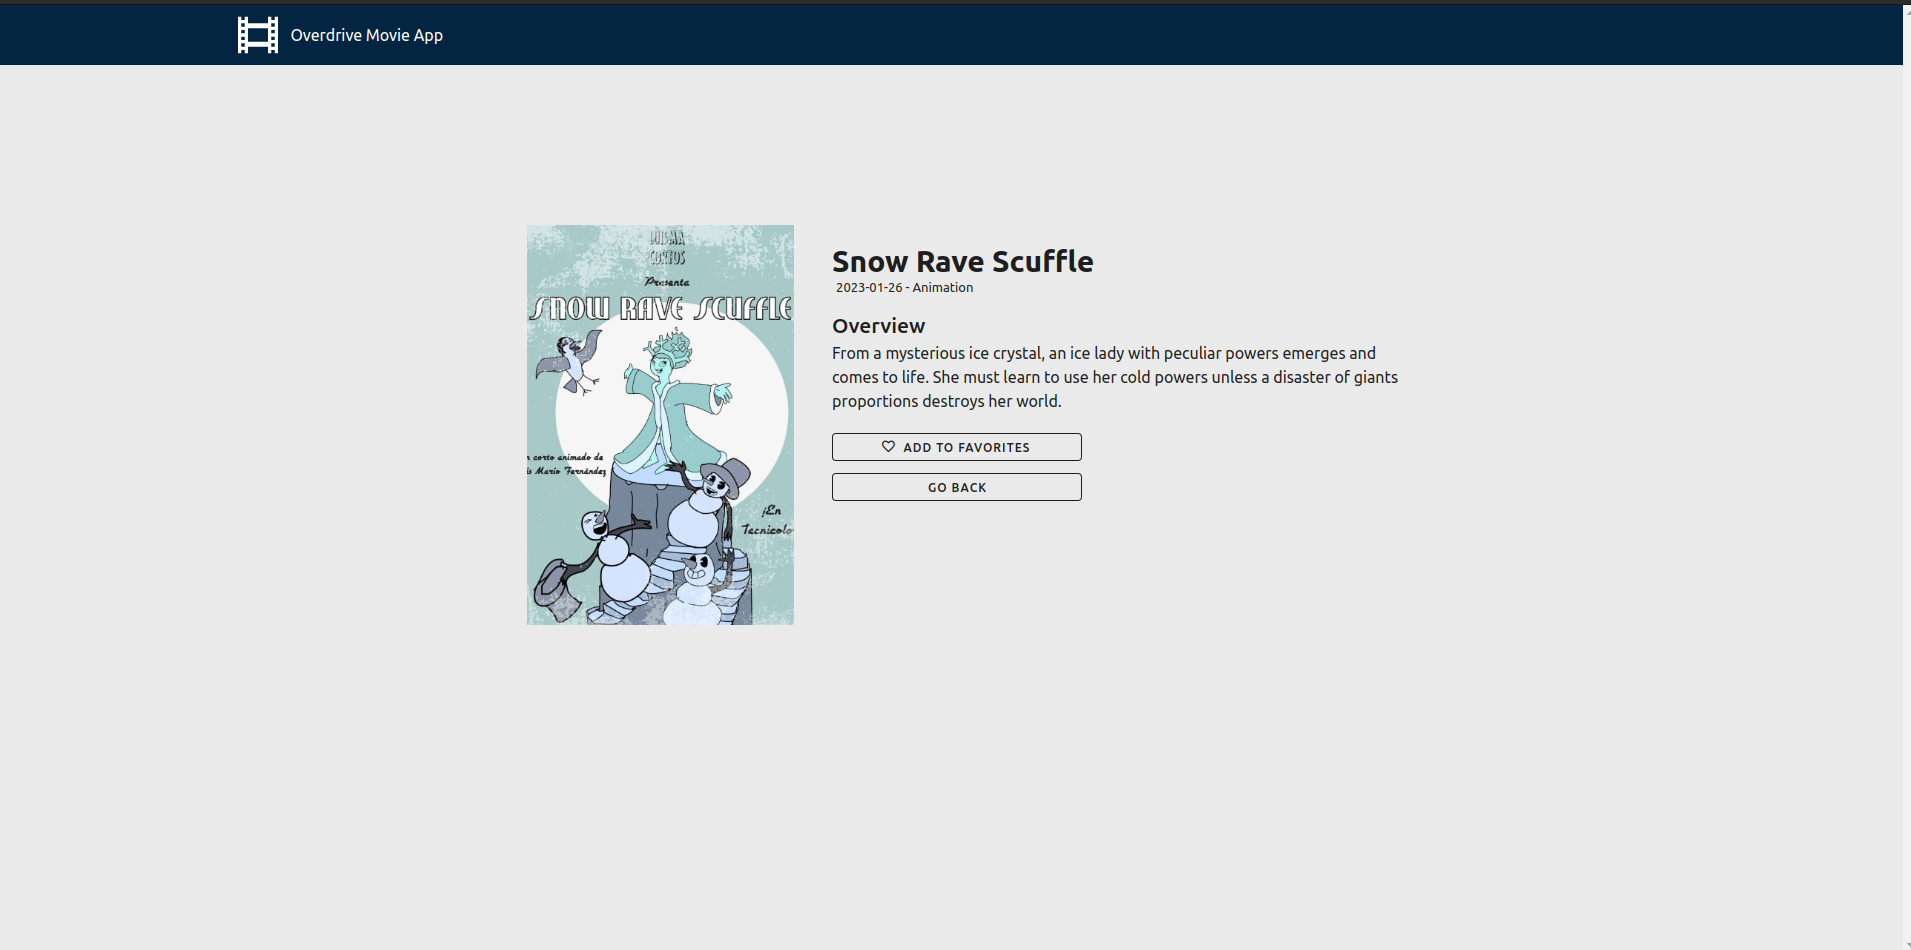 Overdrive Movie App
LUISMA
CORTOS
Presenta
SNOW RAVE SCUFFLE
n corto animado de
is Mario Fernández
¡En
Tecnicolo
Snow Rave Scuffle
2023-01-26 - Animation
Overview
From a mysterious ice crystal, an ice lady with peculiar powers emerges and
comes to life. She must learn to use her cold powers unless a disaster of giants
proportions destroys her world.
ADD TO FAVORITES
GO BACK